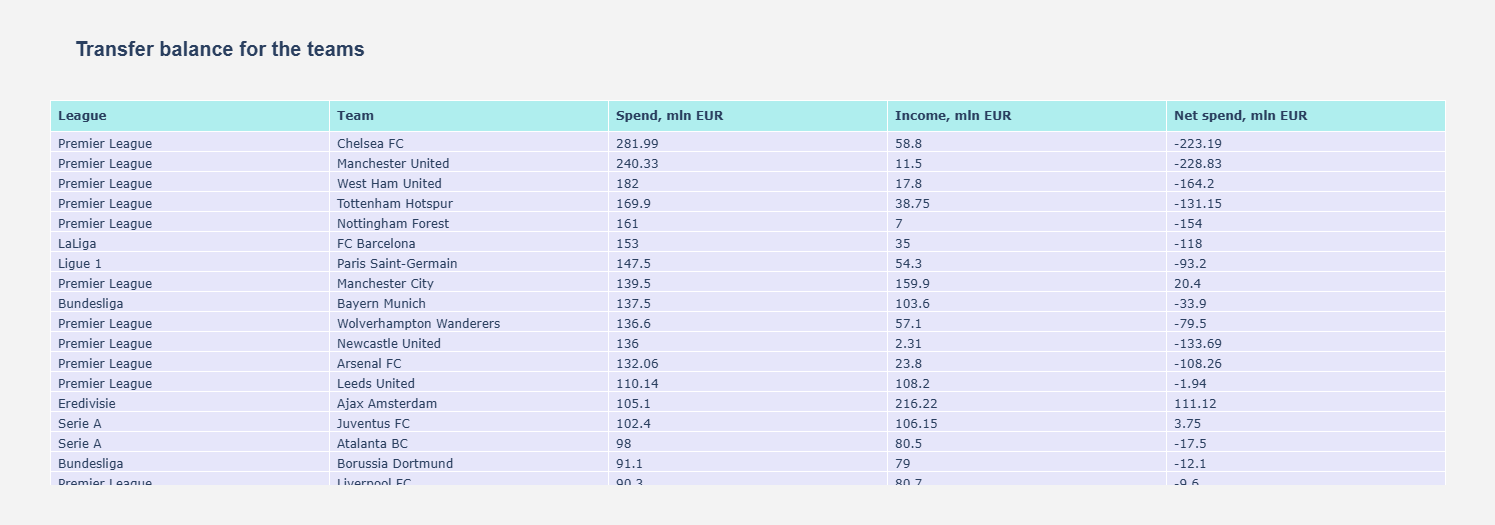 Transfer balance for the teams
League Team Spend, mln EUR Income, mln EUR Net spend, mln EUR
Premier League Chelsea FC 281.99 58.8 -223.19
Premier League Manchester United 240.33 11.5 -228.83
Premier League West Ham United 182 17.8 -164.2
Premier League Tottenham Hotspur 169.9 38.75 -131.15
Premier League Nottingham Forest 161 7 -154
LaLiga FC Barcelona 153 35 -118
Ligue 1 Paris Saint-Germain 147.5 54.3 -93.2
Premier League Manchester City 139.5 159.9 20.4
Bundesliga Bayern Munich 137.5 103.6 -33.9
Premier League Wolverhampton Wanderers 136.6 57.1 -79.5
Premier League Newcastle United 136 2.31 -133.69
Premier League Arsenal FC 132.06 23.8 -108.26
Premier League Leeds United 110.14 108.2 -1.94
Eredivisie Ajax Amsterdam 105.1 216.22 111.12
Serie A Juventus FC 102.4 106.15 3.75
Serie A Atalanta BC 98 80.5 -17.5
Bundesliga Borussia Dortmund 91.1 79 -12.1
Premier League Liverpool FC 90.3 80.7 -9.6